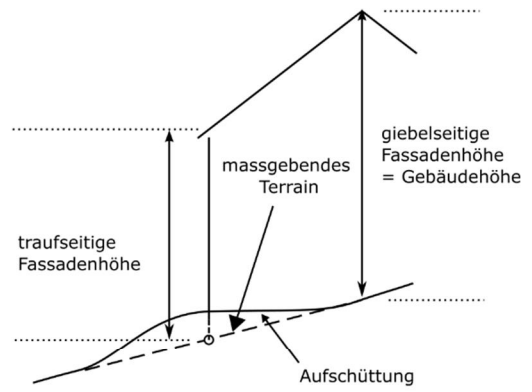 giebelseitige
Fassadenhöhe
= Gebäudehöhe
massgebendes
Terrain
traufseitige
Fassadenhöhe
Aufschüttung